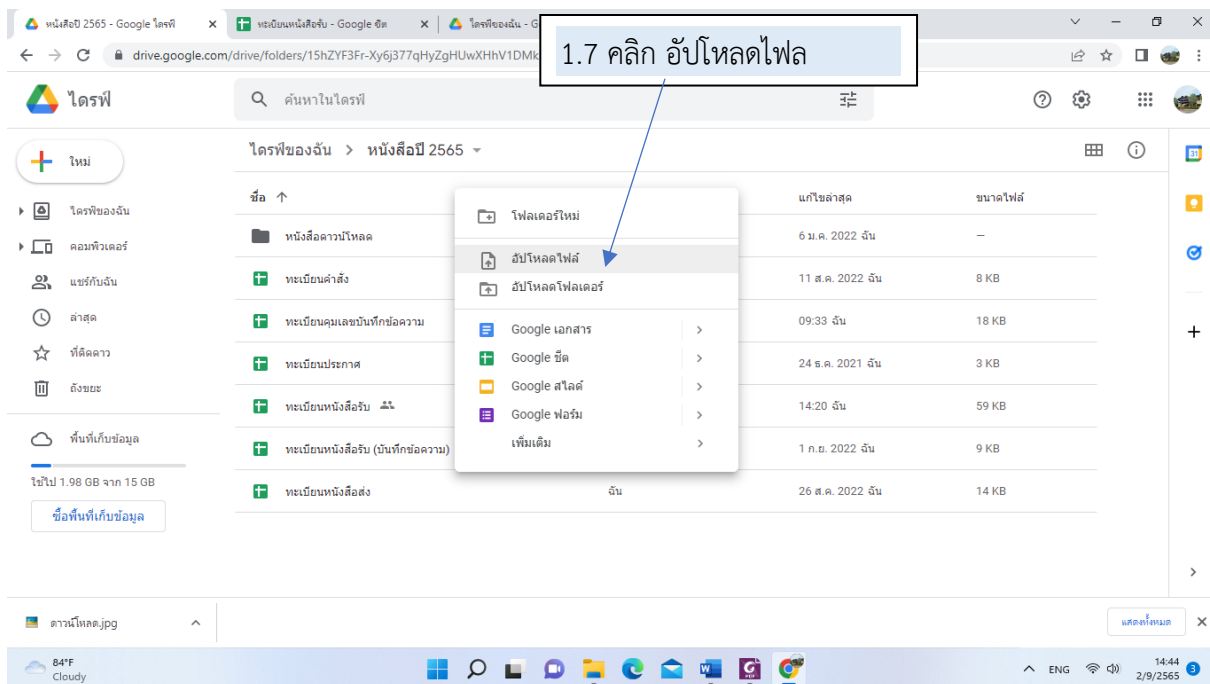 หนังสือปี 2565 - Google ไดรฟ์
ทะเบียนหนังสือรับ - Google ชีต
ไดรฟ์ของฉัน - G
1.7 คลิก อัปโหลดไฟล
drive.google.com/drive/folders/15hZYF3Fr-Xy6j377qHyZgHUwXHhV1DMk
ไดรฟ์
ค้นหาในไดรฟ์
ใหม่
ไดรฟ์ของฉัน > หนังสือปี 2565
31
ชื่อ
แก้ไขล่าสุด
ขนาดไฟล์
ไดรฟ์ของฉัน
คอมพิวเตอร์
แชร์กับฉัน
ล่าสุด
ที่ติดดาว
ถังขยะ
พื้นที่เก็บข้อมูล
ใช้ไป 1.98 GB จาก 15 GB
ซื้อพื้นที่เก็บข้อมูล
หนังสือดาวน์โหลด
6 ม.ค. 2022 ฉัน
—
ทะเบียนคำสั่ง
11 ส.ค. 2022 ฉัน
8 KB
ทะเบียนคุมเลขบันทึกข้อความ
09:33 ฉัน
18 KB
ทะเบียนประกาศ
24 ธ.ค. 2021 ฉัน
3 KB
ทะเบียนหนังสือรับ
14:20 ฉัน
59 KB
ทะเบียนหนังสือรับ (บันทึกข้อความ)
1 ก.ย. 2022 ฉัน
9 KB
ทะเบียนหนังสือส่ง
ฉัน
26 ส.ค. 2022 ฉัน
14 KB
โฟลเดอร์ใหม่
อัปโหลดไฟล์
อัปโหลดโฟลเดอร์
Google เอกสาร
Google ชีต
Google สไลด์
Google ฟอร์ม
เพิ่มเติม
ดาวน์โหลด.jpg
แสดงทั้งหมด
84°F
Cloudy
ENG
14:44
2/9/2565
3